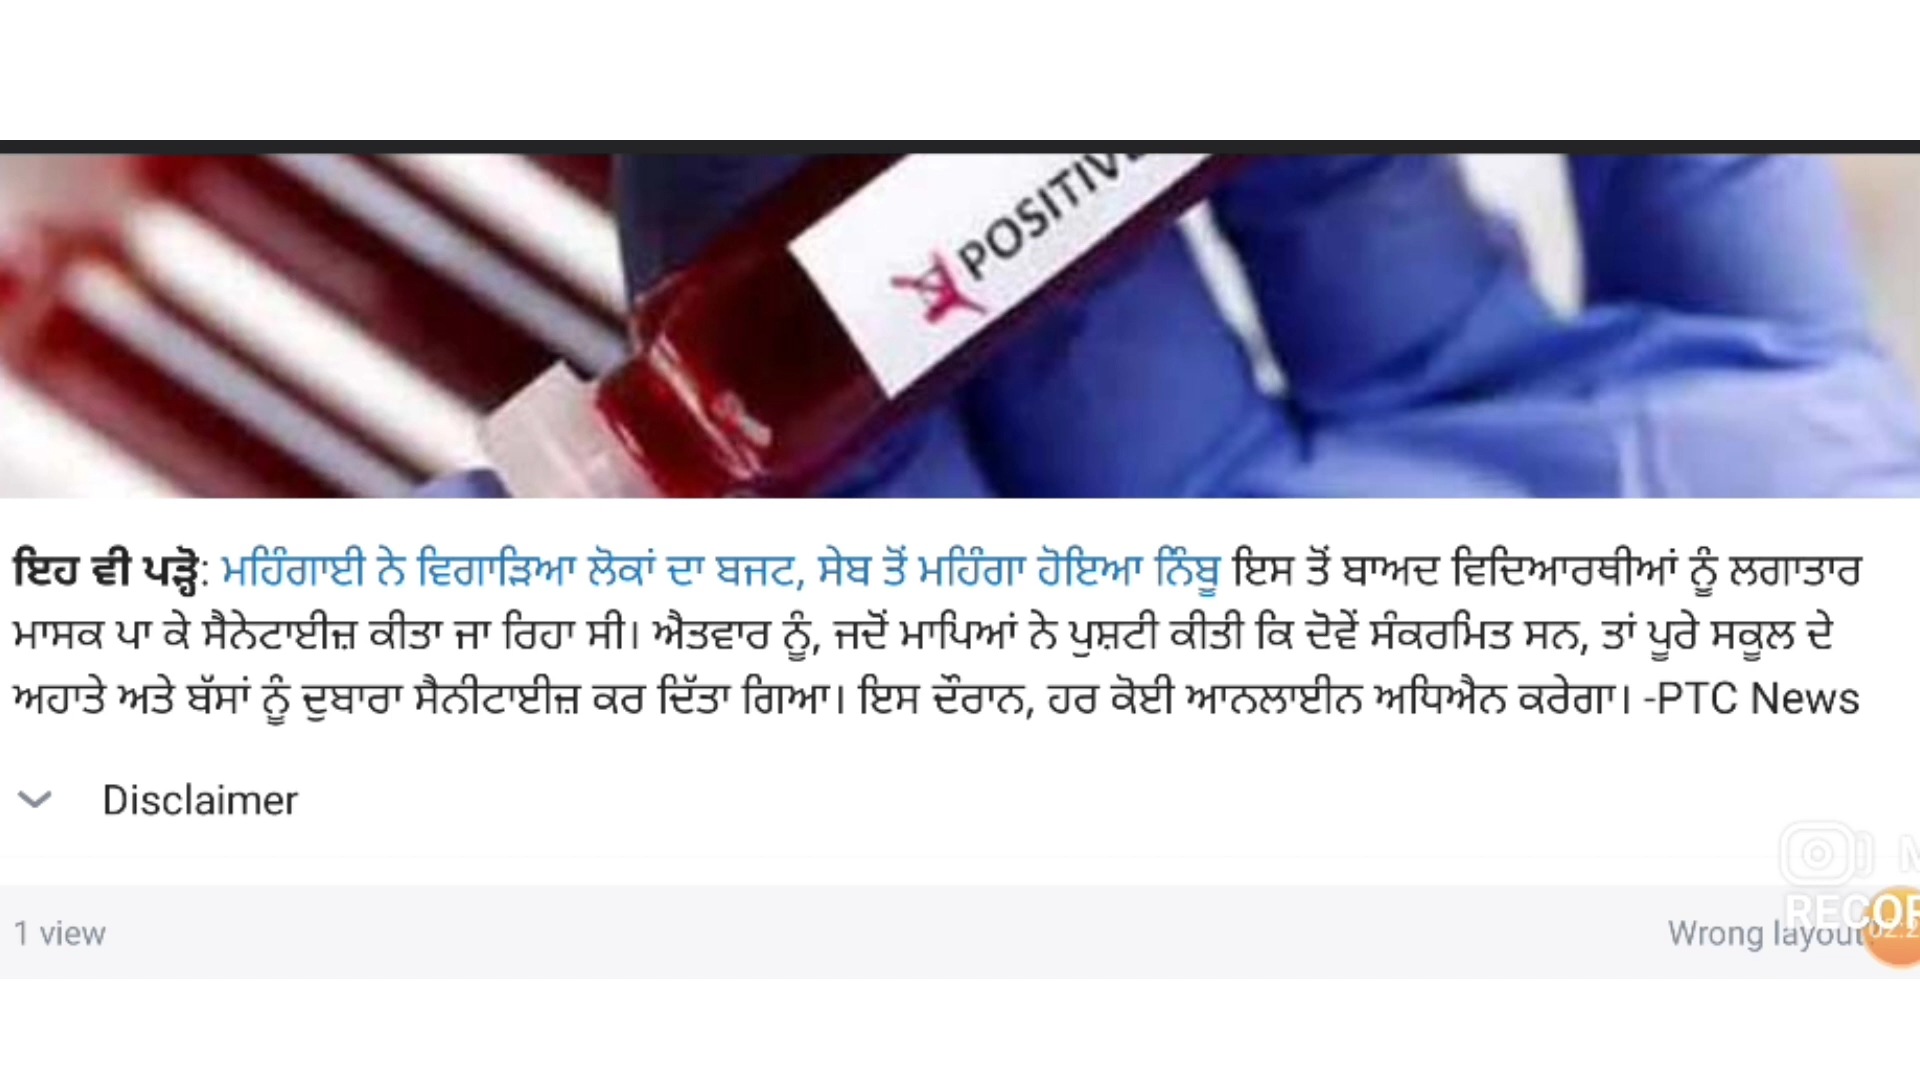 POSITIV
ਇਹ ਵੀ ਪੜ੍ਹੋ: ਮਹਿੰਗਾਈ ਨੇ ਵਿਗਾੜਿਆ ਲੋਕਾਂ ਦਾ ਬਜਟ, ਸੇਬ ਤੋਂ ਮਹਿੰਗਾ ਹੋਇਆ ਨਿੰਬੂ ਇਸ ਤੋਂ ਬਾਅਦ ਵਿਦਿਆਰਥੀਆਂ ਨੂੰ ਲਗਾਤਾਰ
ਮਾਸਕ ਪਾ ਕੇ ਸੈਨੇਟਾਈਜ਼ ਕੀਤਾ ਜਾ ਰਿਹਾ ਸੀ। ਐਤਵਾਰ ਨੂੰ, ਜਦੋਂ ਮਾਪਿਆਂ ਨੇ ਪੁਸ਼ਟੀ ਕੀਤੀ ਕਿ ਦੋਵੇਂ ਸੰਕਰਮਿਤ ਸਨ, ਤਾਂ ਪੂਰੇ ਸਕੂਲ ਦੇ
ਅਹਾਤੇ ਅਤੇ ਬੱਸਾਂ ਨੂੰ ਦੁਬਾਰਾ ਸੈਨੀਟਾਈਜ਼ ਕਰ ਦਿੱਤਾ ਗਿਆ। ਇਸ ਦੌਰਾਨ, ਹਰ ਕੋਈ ਆਨਲਾਈਨ ਅਧਿਐਨ ਕਰੇਗਾ। -PTC News
Disclaimer
1 view
Wrong layout